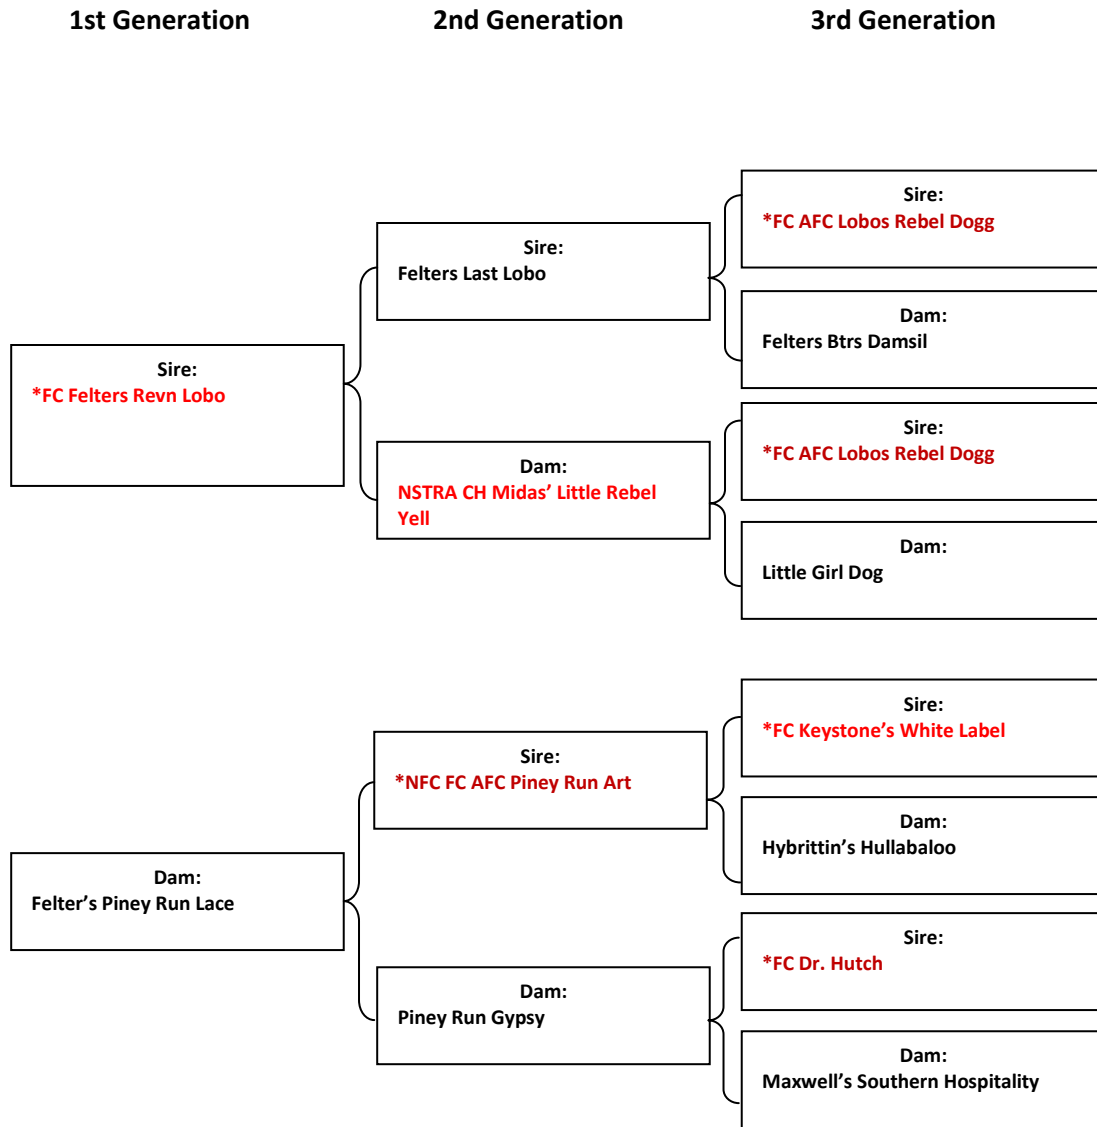 1st Generation
2nd Generation
3rd Generation
Sire:
*FC AFC Lobos Rebel Dogg
Sire:
Felters Last Lobo
Dam:
Felters Btrs Damsil
Sire:
*FC Felters Revn Lobo
Sire:
*FC AFC Lobos Rebel Dogg
Dam:
NSTRA CH Midas’ Little Rebel
Yell
Dam:
Little Girl Dog
Sire:
*FC Keystone’s White Label
Sire:
*NFC FC AFC Piney Run Art
Dam:
Hybrittin’s Hullabaloo
Dam:
Felter’s Piney Run Lace
Sire:
*FC Dr. Hutch
Dam:
Piney Run Gypsy
Dam:
Maxwell’s Southern Hospitality